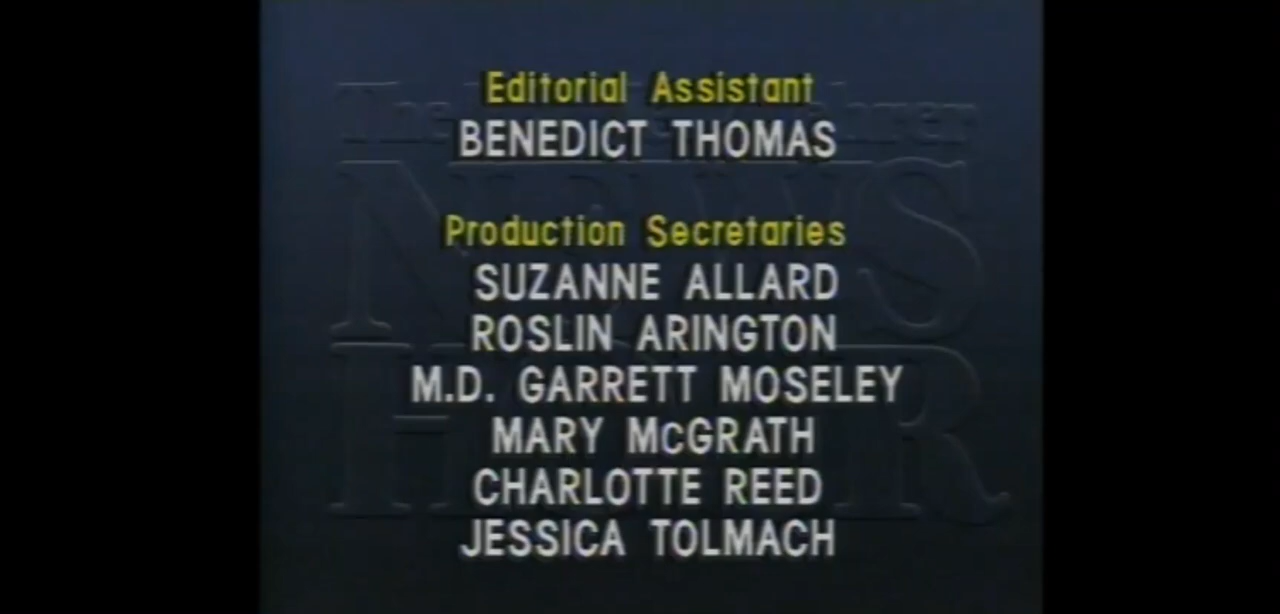 Editorial Assistant
BENEDICT THOMAS
Production Secretaries
SUZANNE ALLARD
ROSLIN ARINGTON
M.D. GARRETT MOSELEY
MARY McGRATH
CHARLOTTE REED
JESSICA TOLMACH